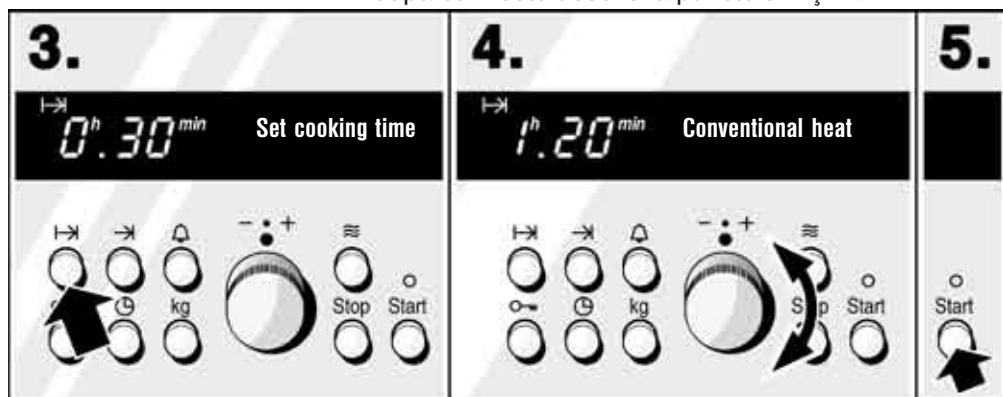 3.
0h.30min Set cooking time
kg
Stop
Start
4.
1h.20min Conventional heat
kg
Start
5.
Start